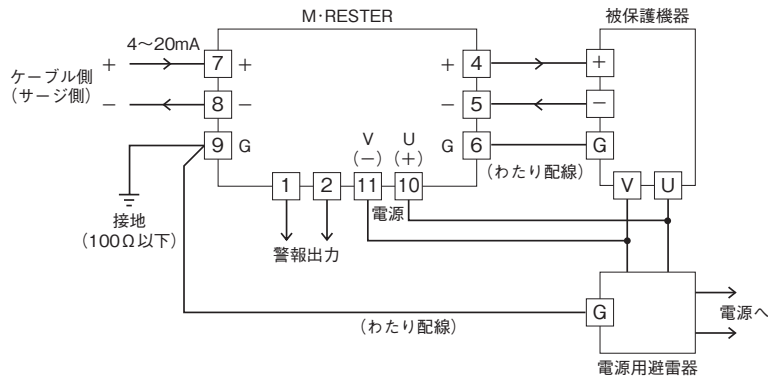 M・RESTER
被保護機器
4～20mA
ケーブル側
(サージ側)
+
−
7
+
8
−
9
G
+
4
−
5
G
6
+
−
G
(わたり配線)
V
(−)
U
(+)
1
2
11
10
電源
V
U
接地
(100Ω以下)
警報出力
G
(わたり配線)
電源へ
電源用避雷器